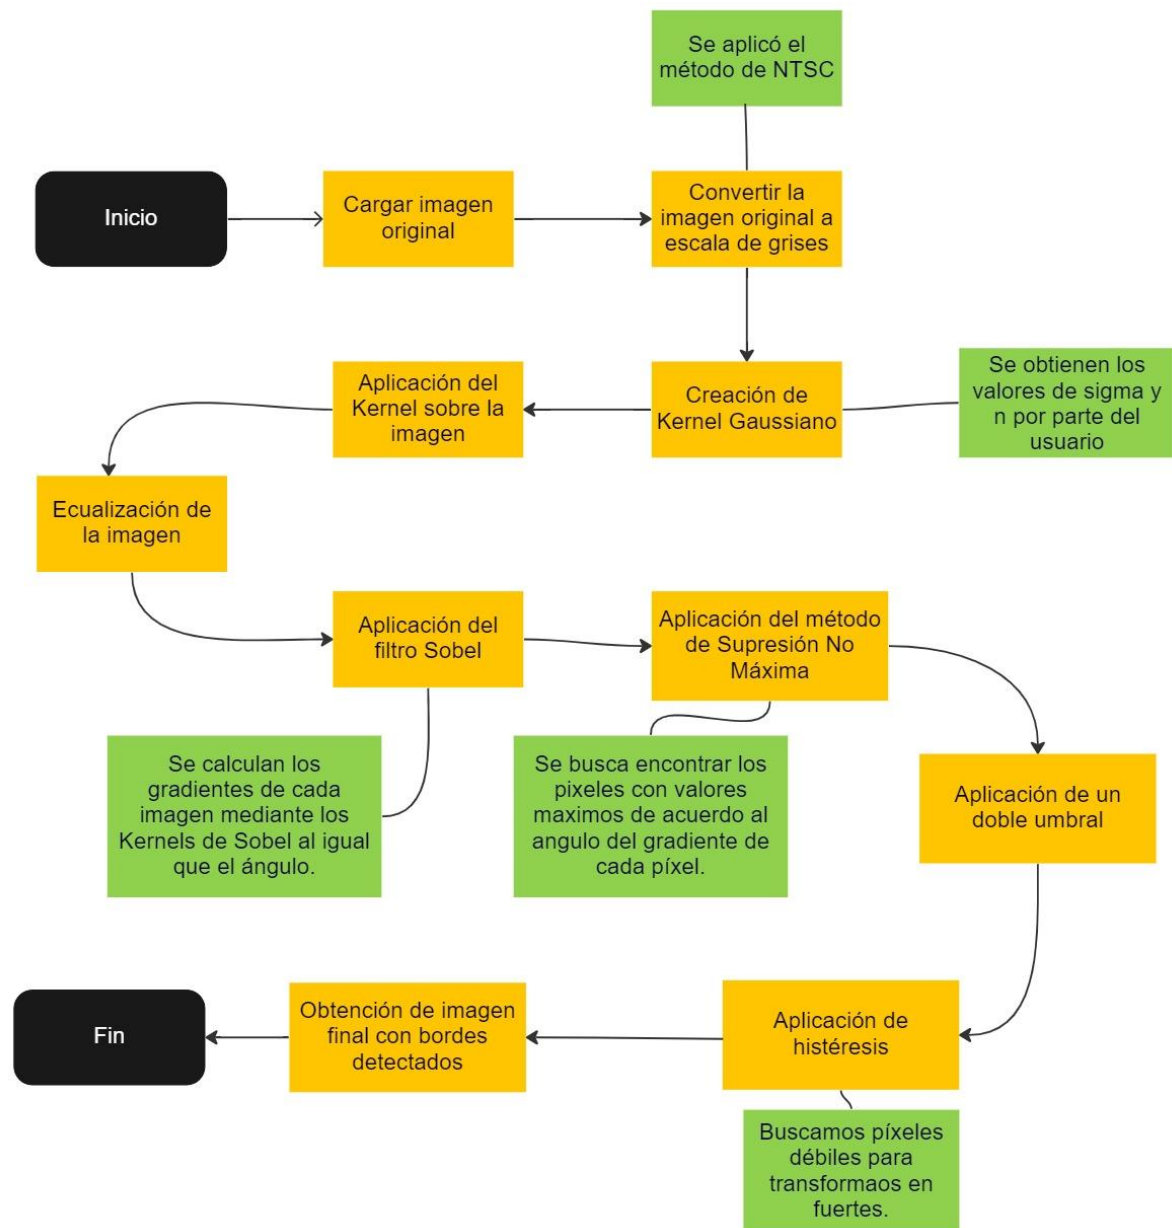 Se aplicó el
método de NTSC
Inicio
Cargar imagen
original
Convertir la
imagen original a
escala de grises
Aplicación del
Kernel sobre la
imagen
Creación de
Kernel Gaussiano
Se obtienen los
valores de sigma y
n por parte del
usuario
Ecualización de
la imagen
Aplicación del
filtro Sobel
Aplicación del método
de Supresión No
Máxima
Se calculan los
gradientes de cada
imagen mediante los
Kernels de Sobel al igual
que el ángulo.
Se busca encontrar los
pixeles con valores
maximos de acuerdo al
angulo del gradiente de
cada píxel.
Aplicación de un
doble umbral
Fin
Obtención de imagen
final con bordes
detectados
Aplicación de
histéresis
Buscamos píxeles
débiles para
transformaos en
fuertes.